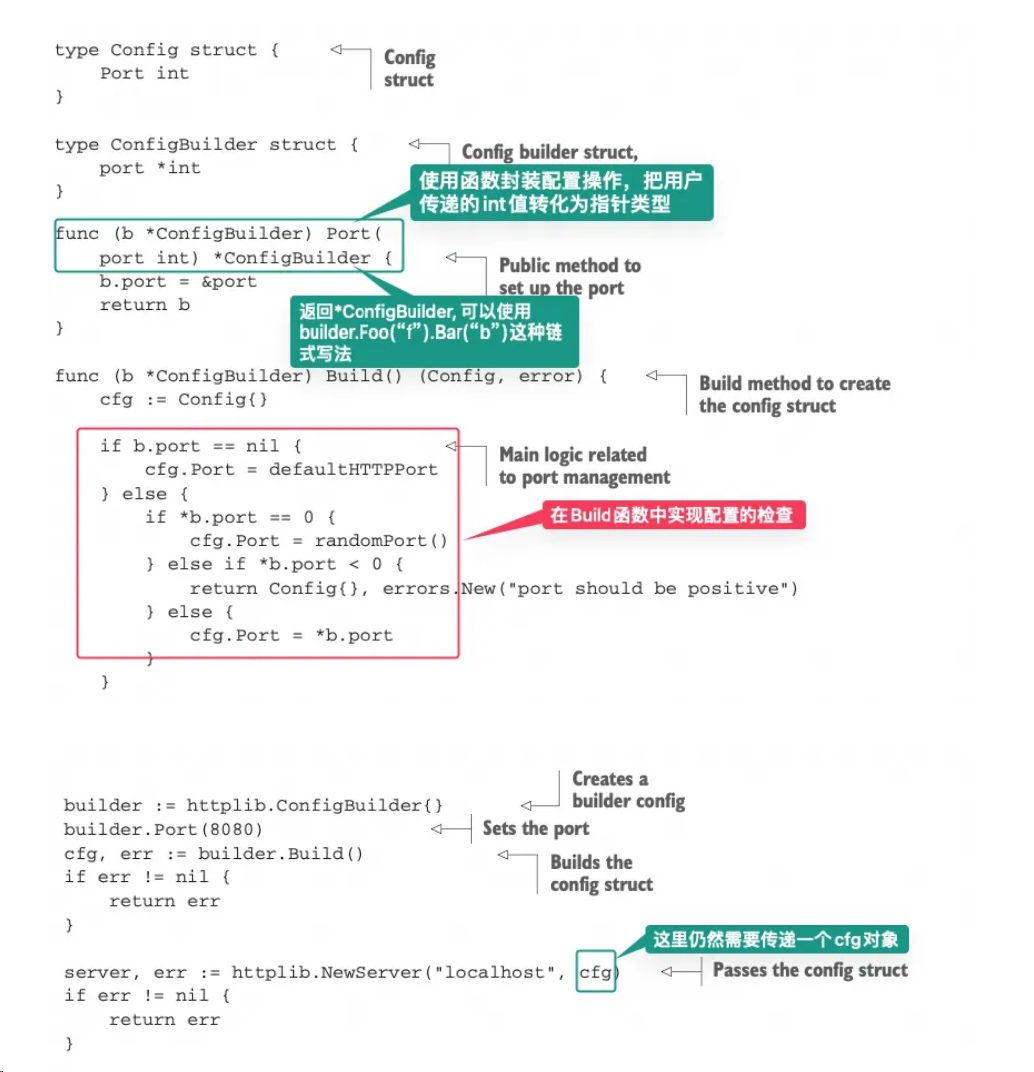 type Config struct {
Config
struct
    Port int
}
type ConfigBuilder struct {
Config builder struct,
    port *int
}
使用函数封装配置操作，把用户
传递的int值转化为指针类型
func (b *ConfigBuilder) Port(
    port int) *ConfigBuilder {
Public method to
set up the port
    b.port = &port
    return b
}
返回*ConfigBuilder, 可以使用
builder.Foo(“f”).Bar(“b”)这种链
式写法
func (b *ConfigBuilder) Build() (Config, error) {
Build method to create
the config struct
    cfg := Config{}
    if b.port == nil {
Main logic related
to port management
        cfg.Port = defaultHTTPPort
    } else {
        if *b.port == 0 {
在Build函数中实现配置的检查
            cfg.Port = randomPort()
        } else if *b.port < 0 {
            return Config{}, errors.New("port should be positive")
        } else {
            cfg.Port = *b.port
        }
    }
Creates a
builder config
builder := httplib.ConfigBuilder{}
builder.Port(8080)
Sets the port
cfg, err := builder.Build()
Builds the
config struct
if err != nil {
    return err
}
这里仍然需要传递一个cfg对象
server, err := httplib.NewServer("localhost", cfg)
Passes the config struct
if err != nil {
    return err
}